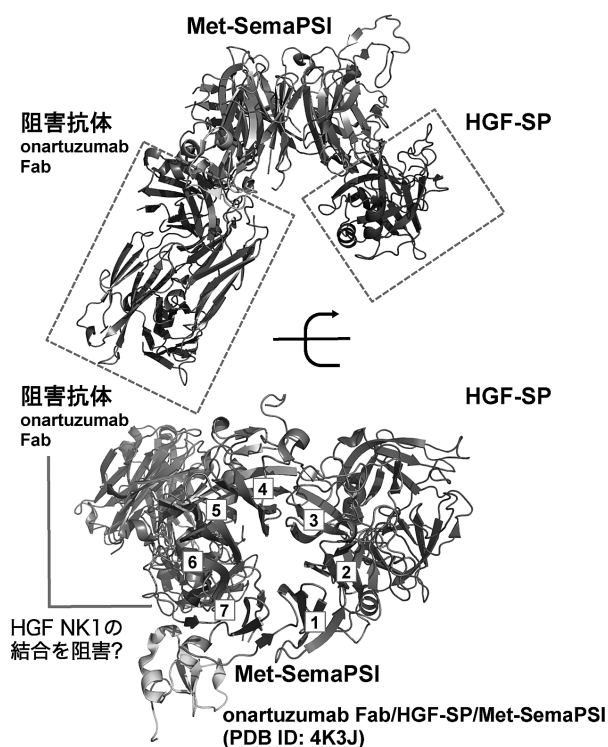 Met-SemaPSI
HGF-SP
阻害抗体
onartuzumab
Fab
阻害抗体
onartuzumab
Fab
HGF-SP
4
5
3
6
2
7
1
HGF NK1の
結合を阻害?
Met-SemaPSI
onartuzumab Fab/HGF-SP/Met-SemaPSI
(PDB ID: 4K3J)